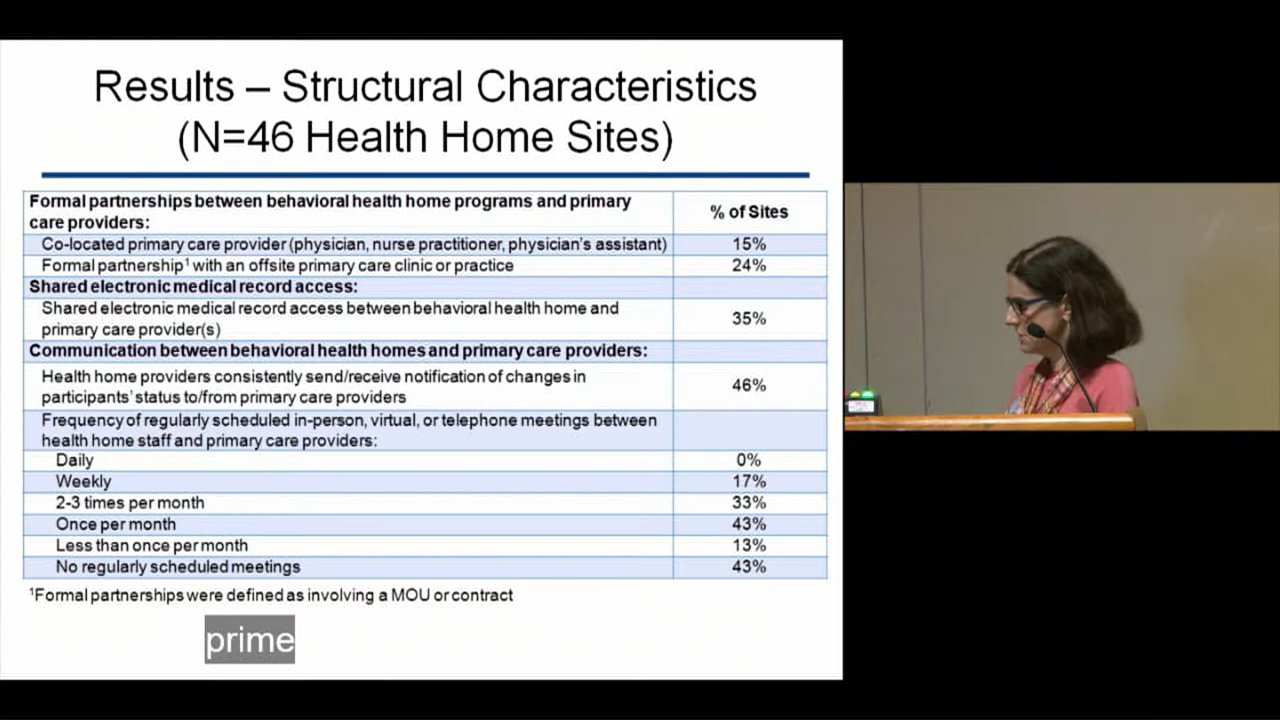 Results – Structural Characteristics
(N=46 Health Home Sites)
Formal partnerships between behavioral health home programs and primary
care providers:
% of Sites
Co-located primary care provider (physician, nurse practitioner, physician's assistant)
15%
Formal partnership¹ with an offsite primary care clinic or practice
24%
Shared electronic medical record access:
Shared electronic medical record access between behavioral health home and
primary care provider(s)
35%
Communication between behavioral health homes and primary care providers:
Health home providers consistently send/receive notification of changes in
participants' status to/from primary care providers
46%
Frequency of regularly scheduled in-person, virtual, or telephone meetings between
health home staff and primary care providers:
Daily
0%
Weekly
17%
2-3 times per month
33%
Once per month
43%
Less than once per month
13%
No regularly scheduled meetings
43%
¹Formal partnerships were defined as involving a MOU or contract
prime